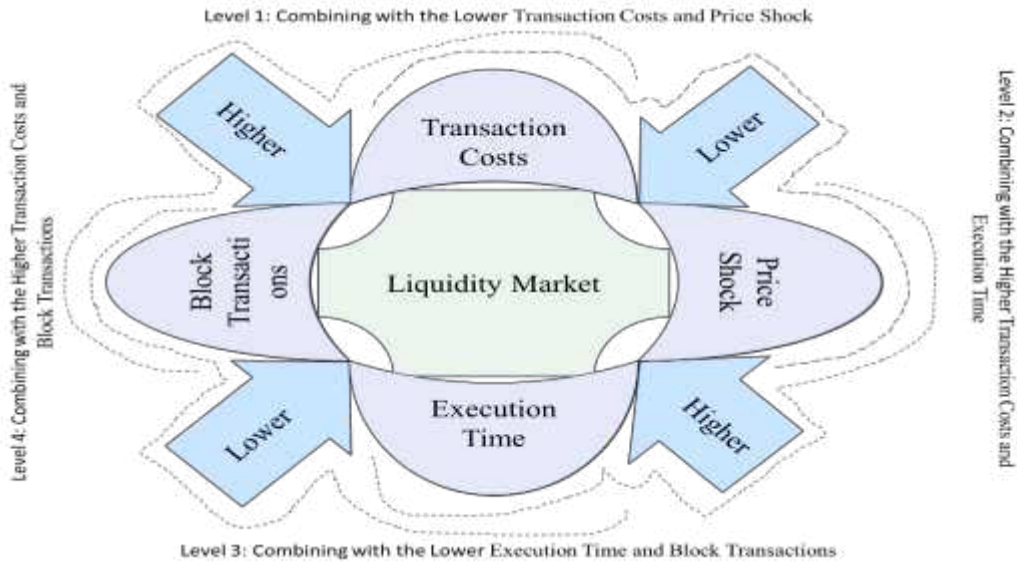 Level 1: Combining with the Lower Transaction Costs and Price Shock
Higher
Transaction
Costs
Lower
Level 4: Combining with the Higher Transaction Costs and
Block Transactions
Block
Transacti
ons
Liquidity Market
Price
Shock
Level 2: Combining with the Higher Transaction Costs and
Execution Time
Lower
Execution
Time
Higher
Level 3: Combining with the Lower Execution Time and Block Transactions